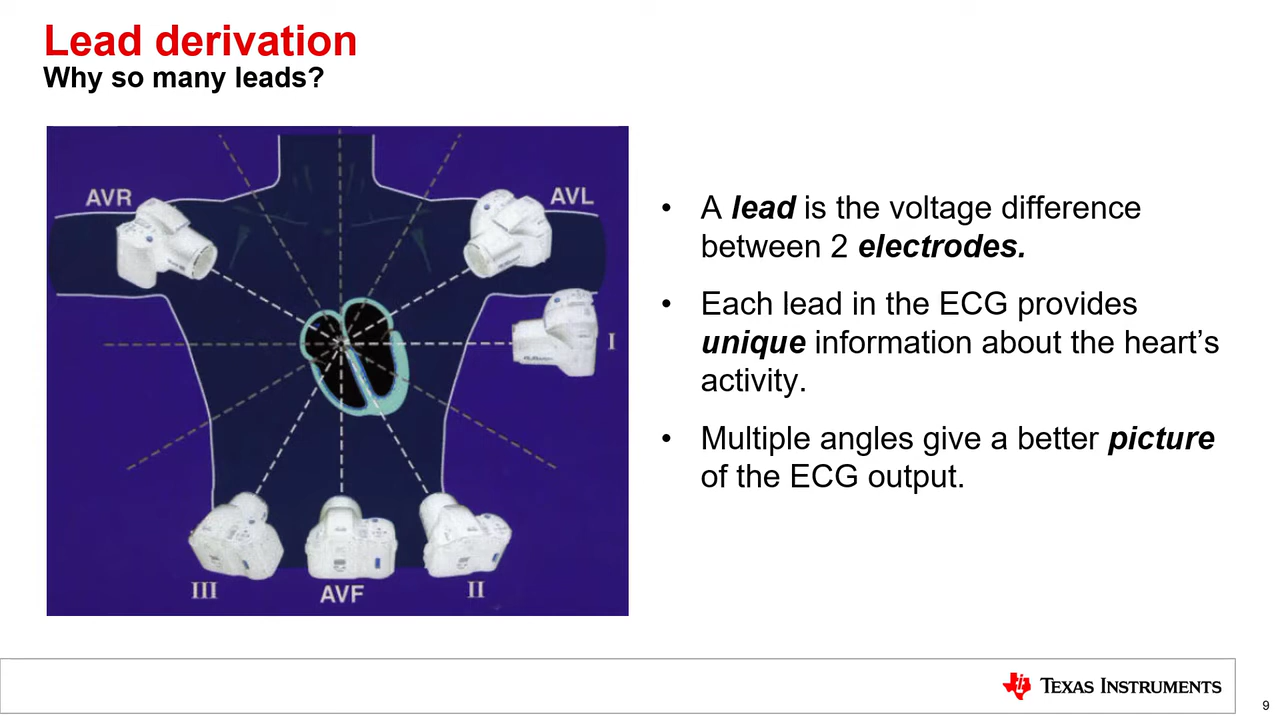 Lead derivation
Why so many leads?
AVR
AVL
I
III
AVF
II
• A lead is the voltage difference
between 2 electrodes.
• Each lead in the ECG provides
unique information about the heart’s
activity.
• Multiple angles give a better picture
of the ECG output.
TEXAS INSTRUMENTS
9